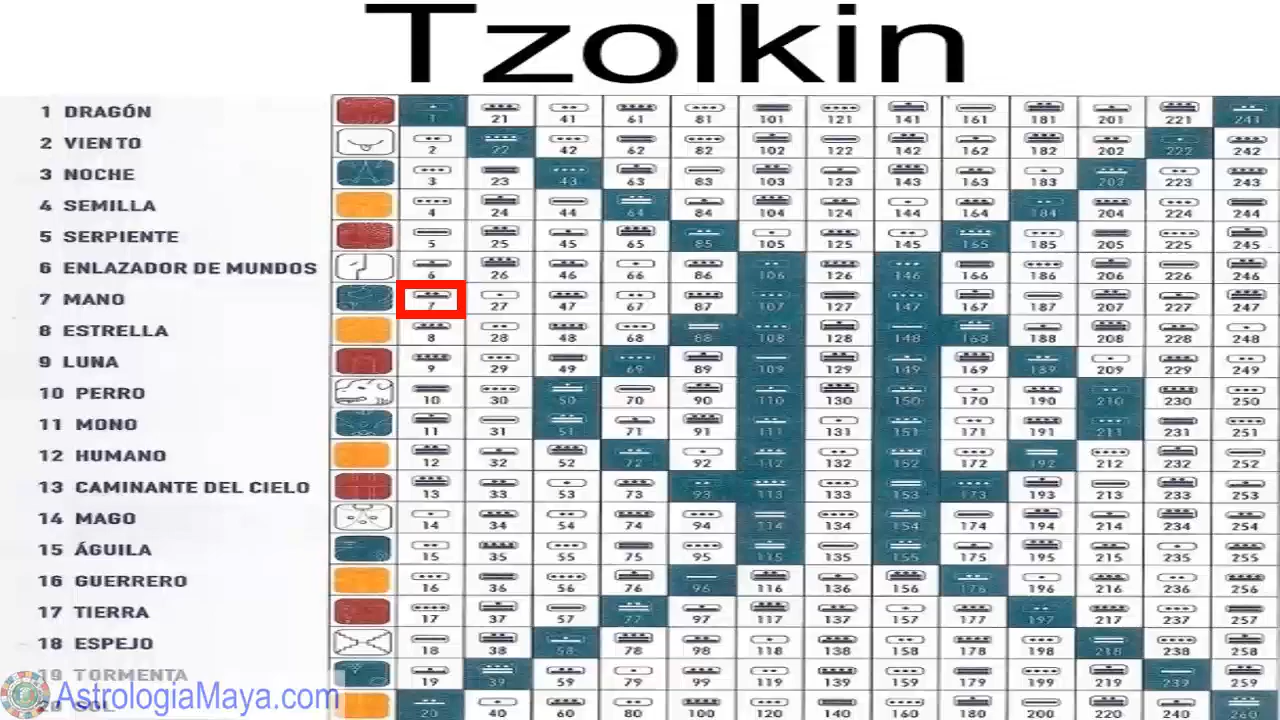 Tzolkin
1 DRAGÓN 1 21 41 61 81 101 121 141 161 181 201 221 241
2 VIENTO 2 22 42 62 82 102 122 142 162 182 202 222 242
3 NOCHE 3 23 43 63 83 103 123 143 163 183 203 223 243
4 SEMILLA 4 24 44 64 84 104 124 144 164 184 204 224 244
5 SERPIENTE 5 25 45 65 85 105 125 145 165 185 205 225 245
6 ENLAZADOR DE MUNDOS 6 26 46 66 86 106 126 146 166 186 206 226 246
7 MANO 7 27 47 67 87 107 127 147 167 187 207 227 247
8 ESTRELLA 8 28 48 68 88 108 128 148 168 188 208 228 248
9 LUNA 9 29 49 69 89 109 129 149 169 189 209 229 249
10 PERRO 10 30 50 70 90 110 130 150 170 190 210 230 250
11 MONO 11 31 51 71 91 111 131 151 171 191 211 231 251
12 HUMANO 12 32 52 72 92 112 132 152 172 192 212 232 252
13 CAMINANTE DEL CIELO 13 33 53 73 93 113 133 153 173 193 213 233 253
14 MAGO 14 34 54 74 94 114 134 154 174 194 214 234 254
15 ÁGUILA 15 35 55 75 95 115 135 155 175 195 215 235 255
16 GUERRERO 16 36 56 76 96 116 136 156 176 196 216 236 256
17 TIERRA 17 37 57 77 97 117 137 157 177 197 217 237 257
18 ESPEJO 18 38 58 78 98 118 138 158 178 198 218 238 258
19 TORMENTA 19 39 59 79 99 119 139 159 179 199 219 239 259
20 SOL 20 40 60 80 100 120 140 160 180 200 220 240 260
AstrologiaMaya.com